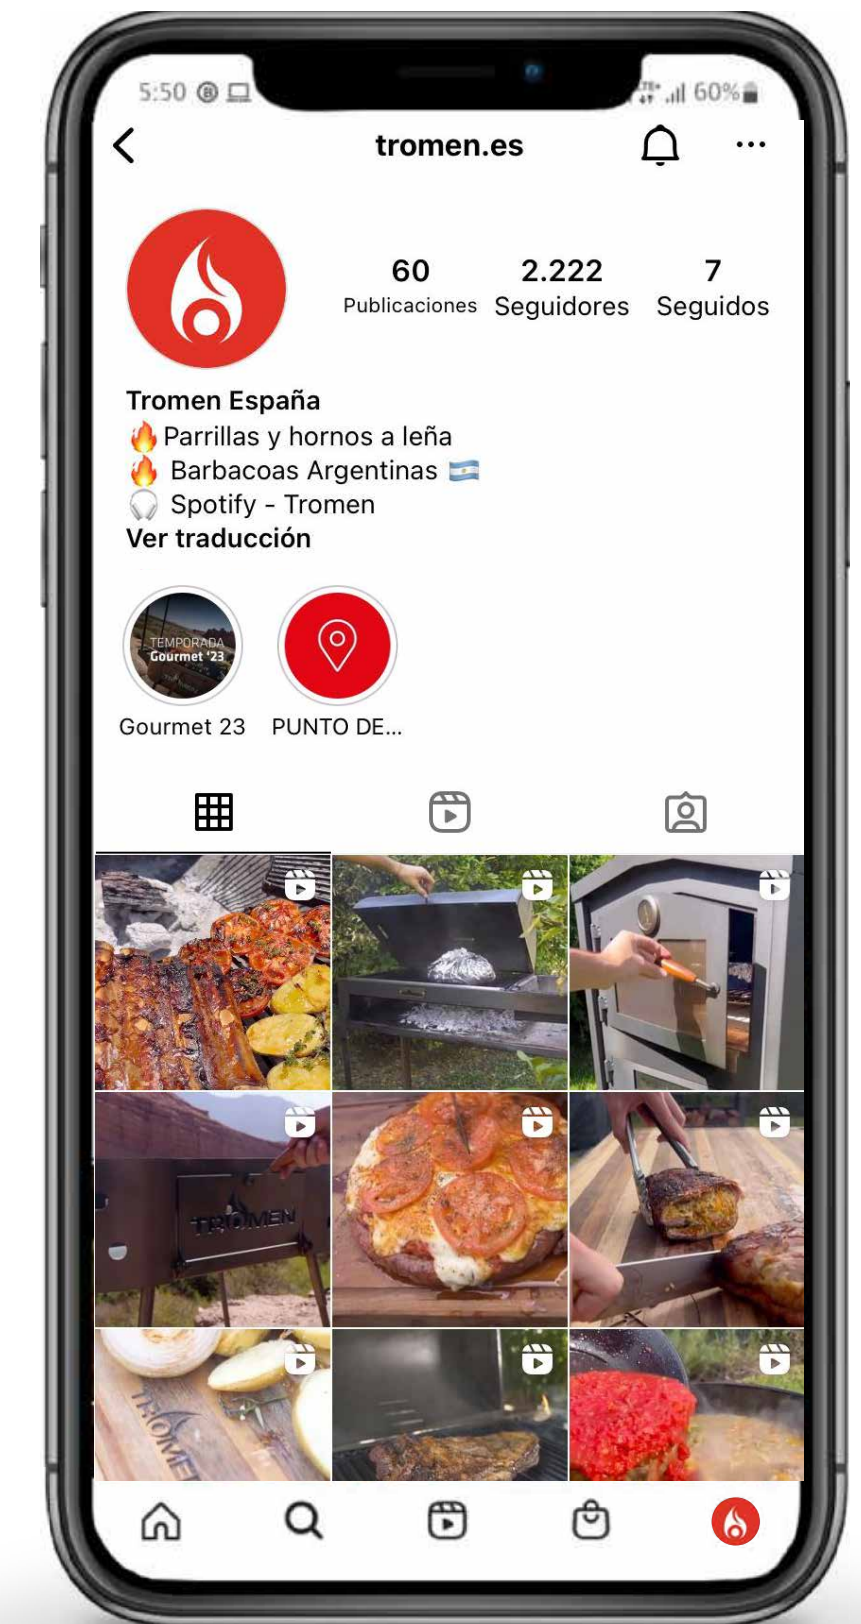 5:50
60%
tromen.es
60
2.222
7
Publicaciones
Seguidores
Seguidos
Tromen España
Parrillas y hornos a leña
Barbacoas Argentinas
Spotify - Tromen
Ver traducción
TEMPORADA
Gourmet '23
Gourmet 23
PUNTO DE...
TROMEN
TROMEN